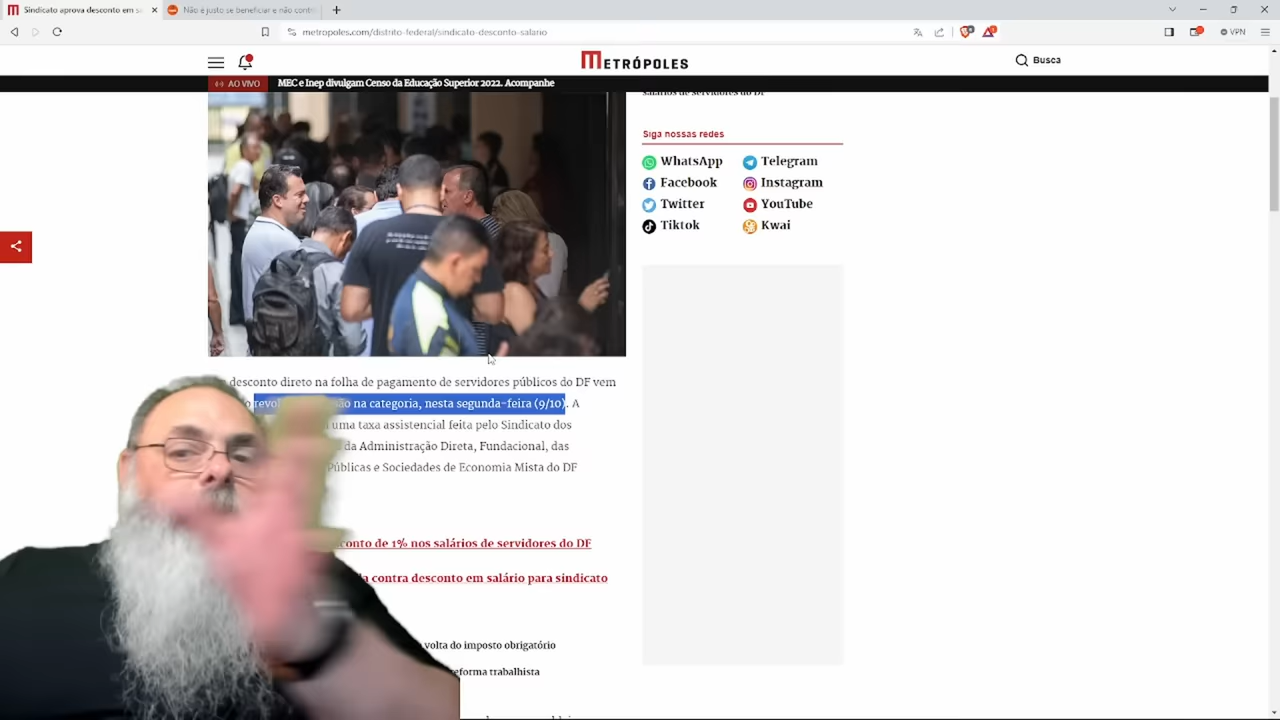 Sindicato aprova desconto em s
Não é justo se beneficiar e não contri
metropoles.com/distrito-federal/sindicato-desconto-salario
VPN
METRÓPOLES
Busca
AO VIVO
MEC e Inep divulgam Censo da Educação Superior 2022. Acompanhe
salários de servidores do DF
Siga nossas redes
WhatsApp
Telegram
Facebook
Instagram
Twitter
YouTube
Tiktok
Kwai
desconto direto na folha de pagamento de servidores públicos do DF vem
na categoria, nesta segunda-feira (9/10). A
uma taxa assistencial feita pelo Sindicato dos
da Administração Direta, Fundacional, das
Públicas e Sociedades de Economia Mista do DF
de 1% nos salários de servidores do DF
contra desconto em salário para sindicato
volta do imposto obrigatório
reforma trabalhista